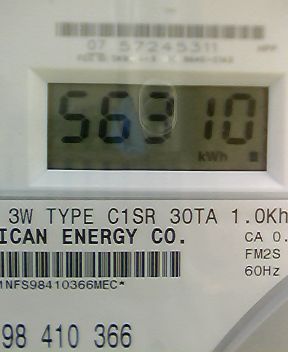 07 57245311
56310
kWh
3W TYPE C1SR 30TA 1.0Kh
ICAN ENERGY CO.
CA 0.
FM2S
60Hz
1NFS98410366MEC*
98 410 366